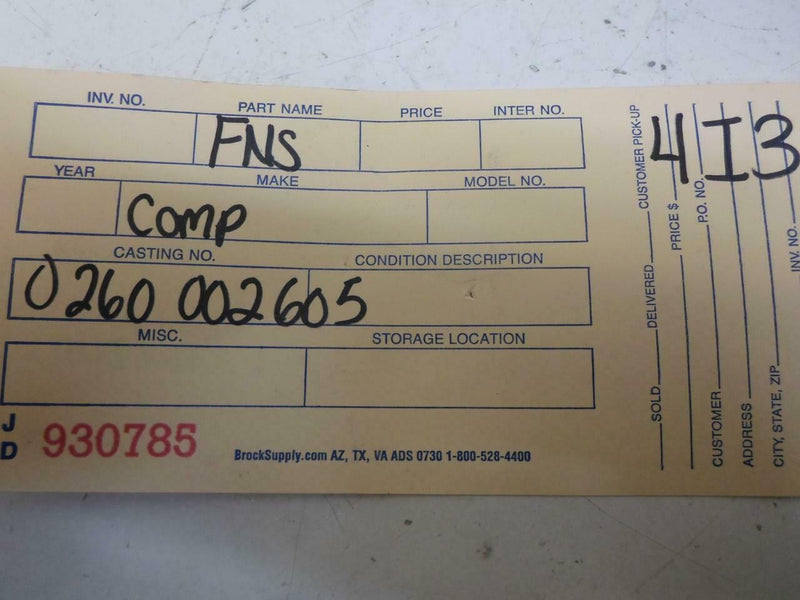 INV. NO. PART NAME PRICE INTER NO.
FNS
YEAR MAKE MODEL NO.
Comp
CASTING NO. CONDITION DESCRIPTION
0260 002605
MISC. STORAGE LOCATION
J
D
930785
BrockSupply.com AZ, TX, VA ADS 0730 1-800-528-4400
4I3
SOLD DELIVERED CUSTOMER PICK-UP
PRICE $
CUSTOMER P.O. NO.
ADDRESS
CITY, STATE, ZIP
INV. NO.